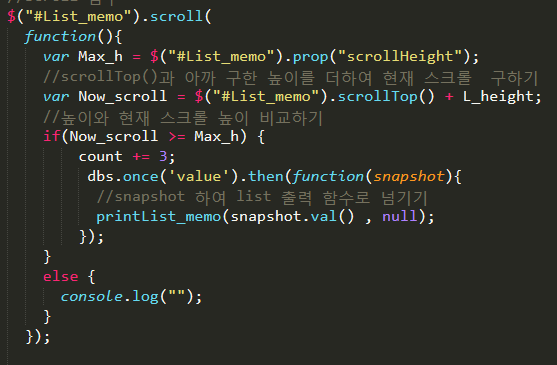 $("#List_memo").scroll(
function(){
var Max_h = $("#List_memo").prop("scrollHeight");
//scrollTop()과 아까 구한 높이를 더하여 현재 스크롤 구하기
var Now_scroll = $("#List_memo").scrollTop() + L_height;
//높이와 현재 스크롤 높이 비교하기
if(Now_scroll >= Max_h) {
count += 3;
dbs.once('value').then(function(snapshot){
//snapshot 하여 list 출력 함수로 넘기기
printList_memo(snapshot.val() , null);
});
}
else {
console.log("");
}
});